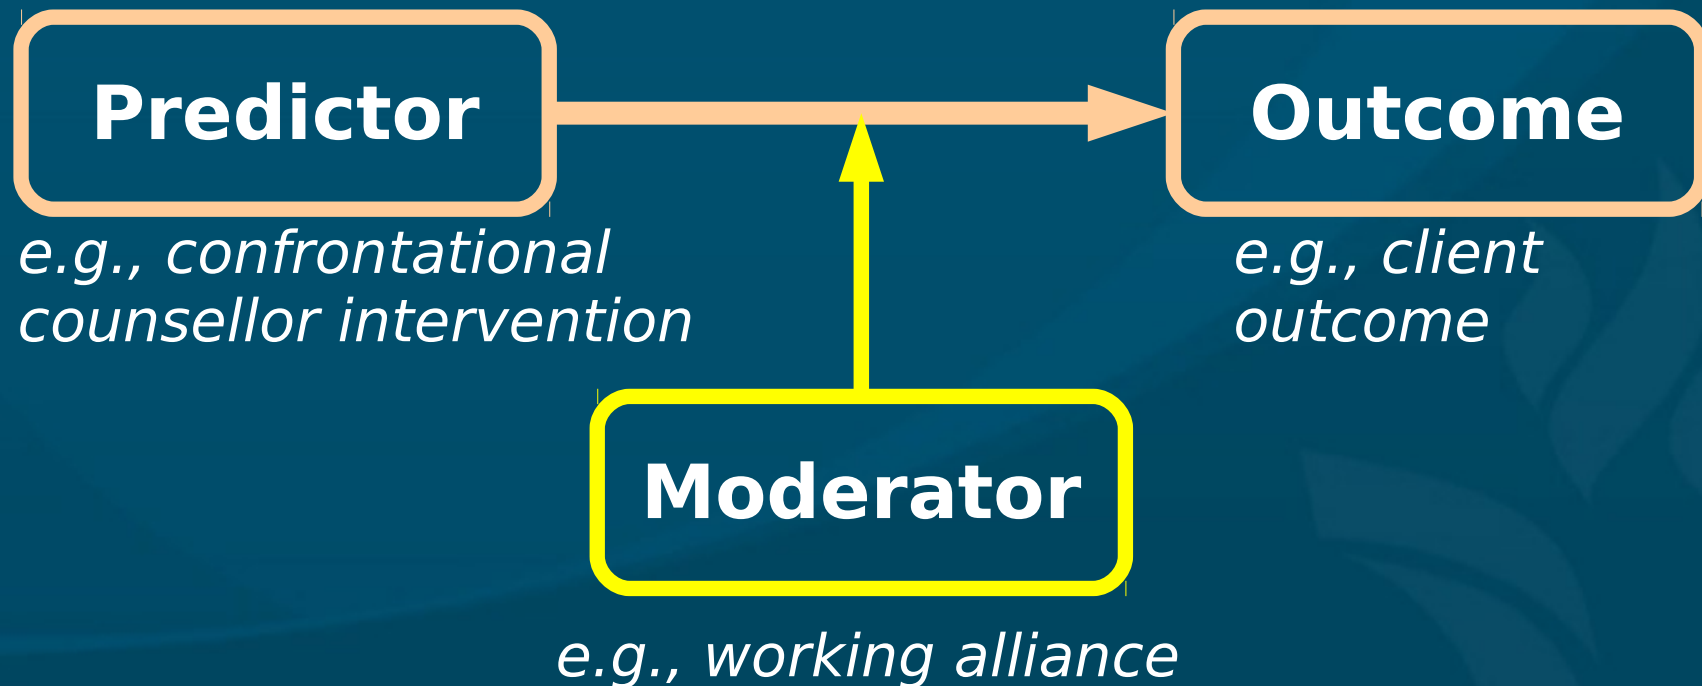 Predictor
Outcome
e.g., confrontational
counsellor intervention
e.g., client
outcome
Moderator
e.g., working alliance